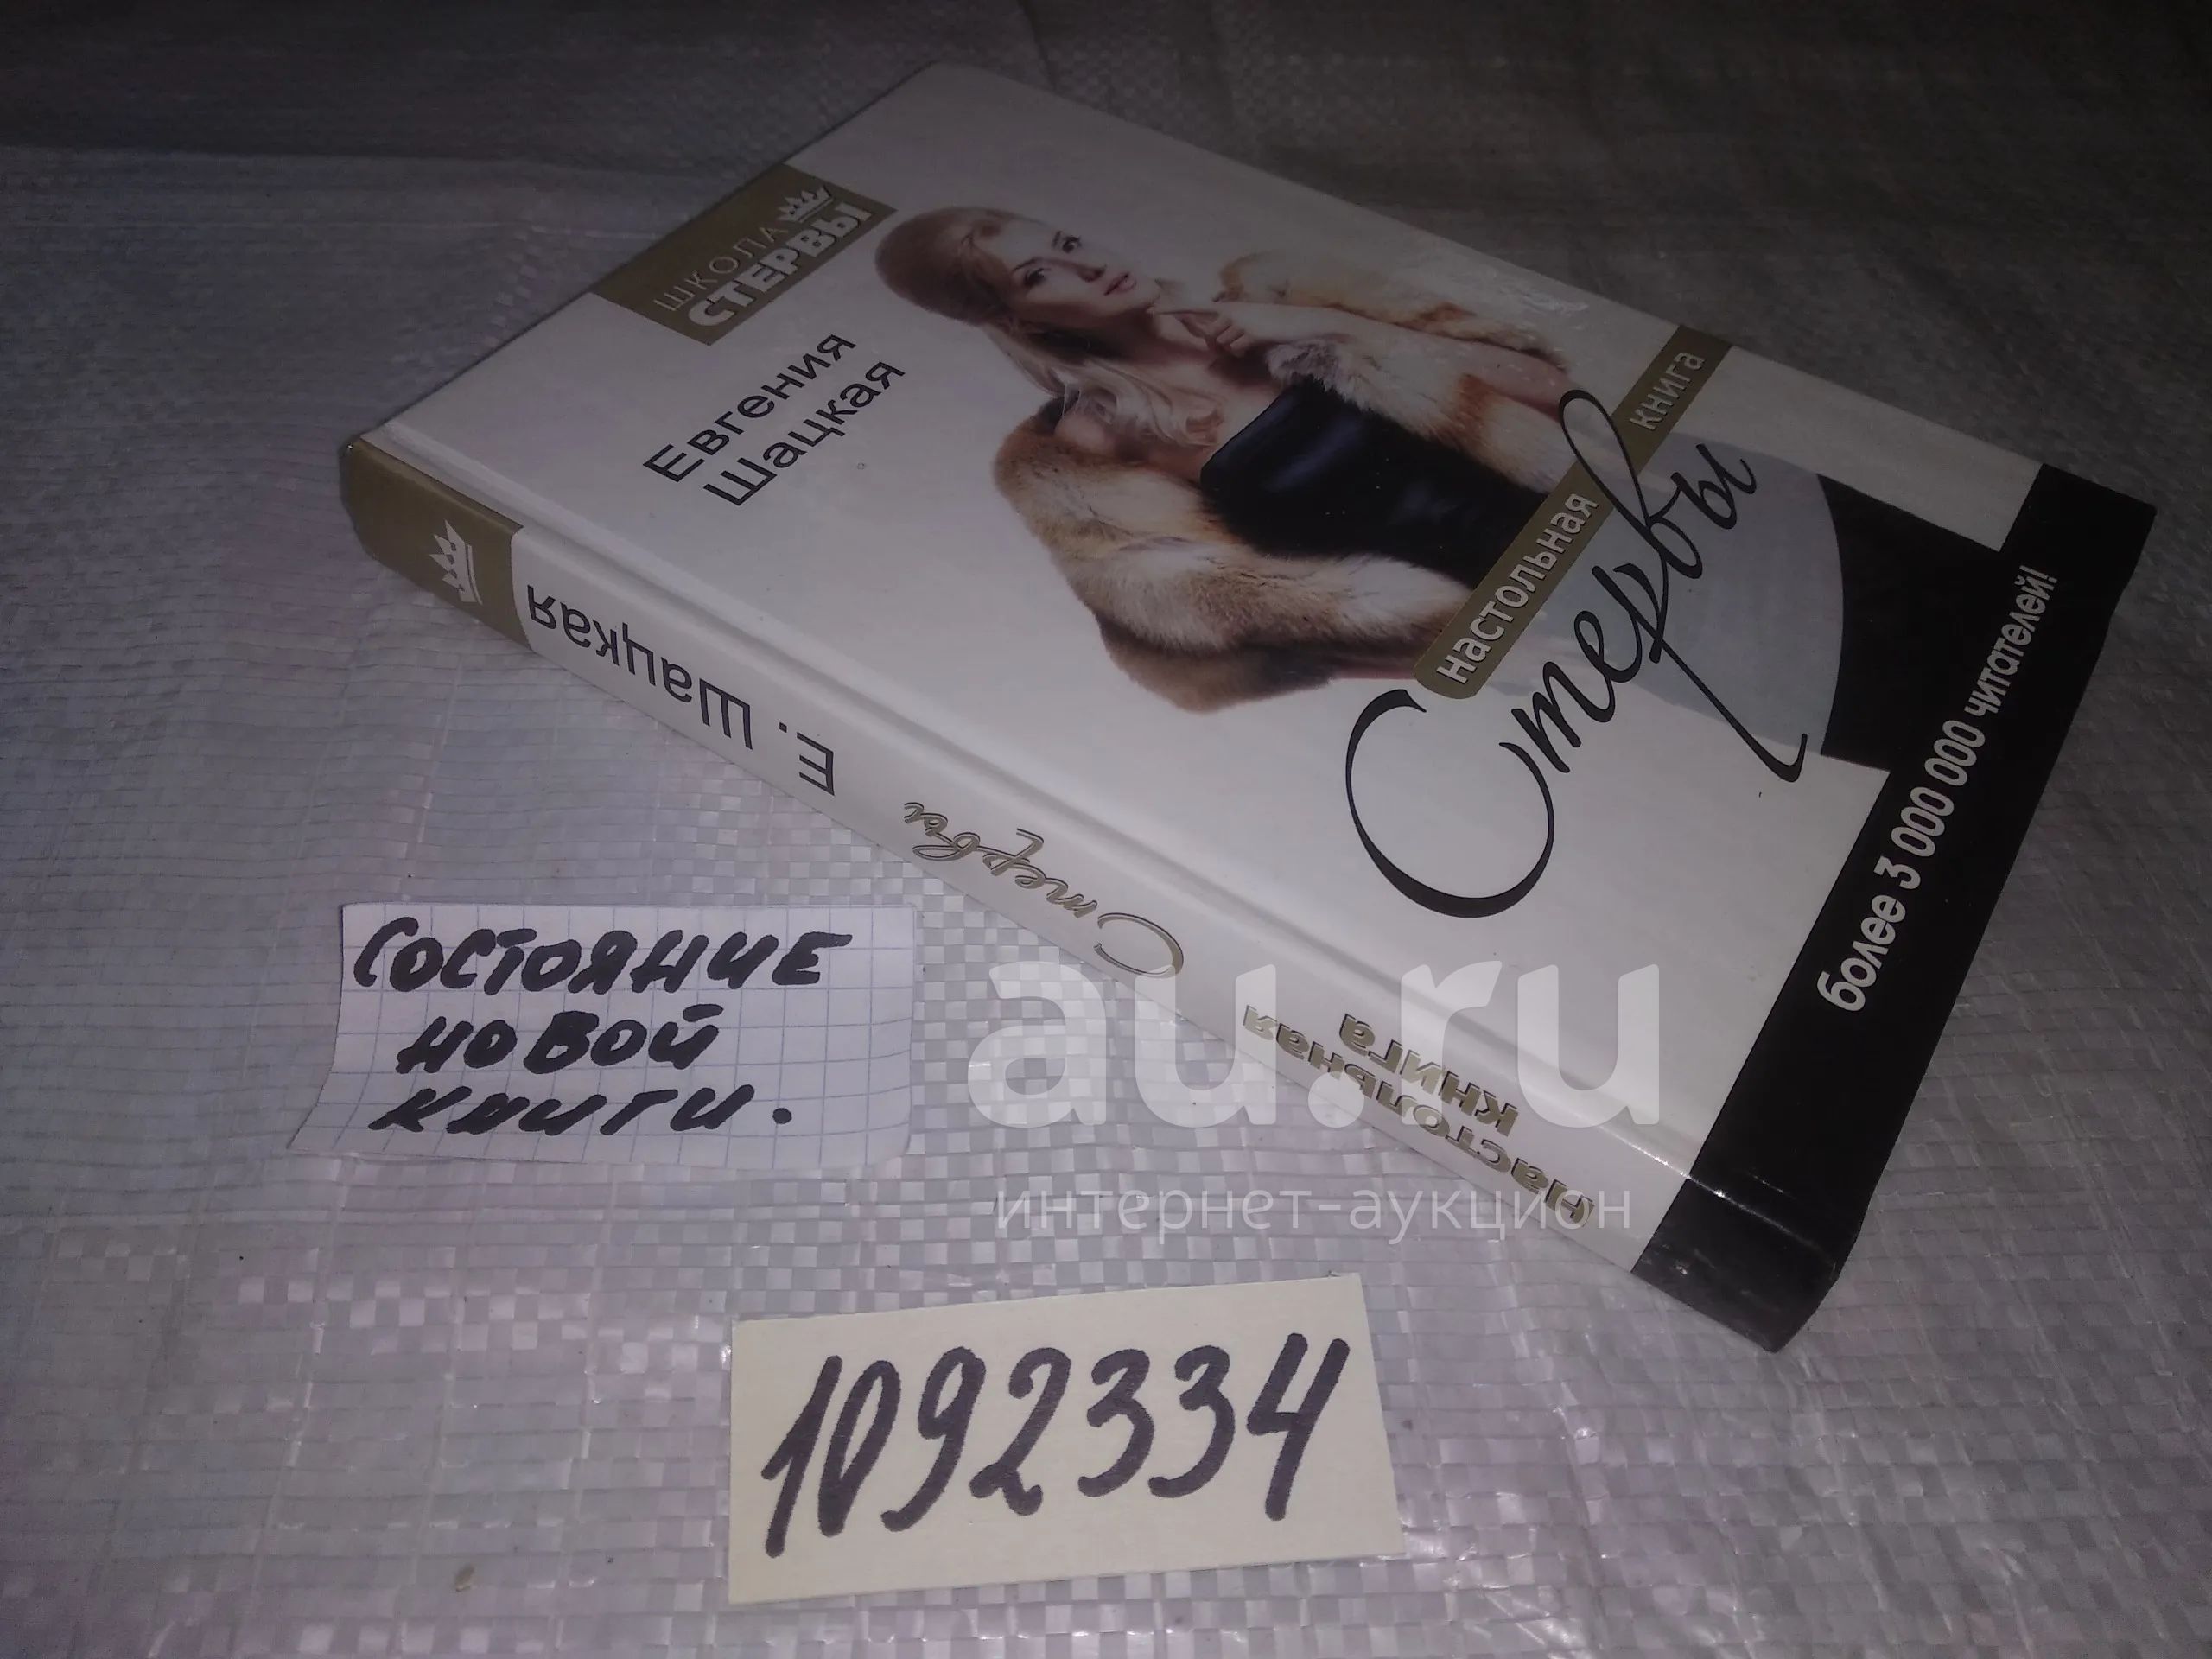 ШКОЛА
СТЕРВЫ
Евгения
Шацкая
настольная книга
Стервы
более 3 000 000 читателей!
Е. Шацкая
Стервы
Настольная
книга
СОСТОЯНИЕ
НОВОЙ
КНИГИ.
au.ru
интернет-аукцион
1092334